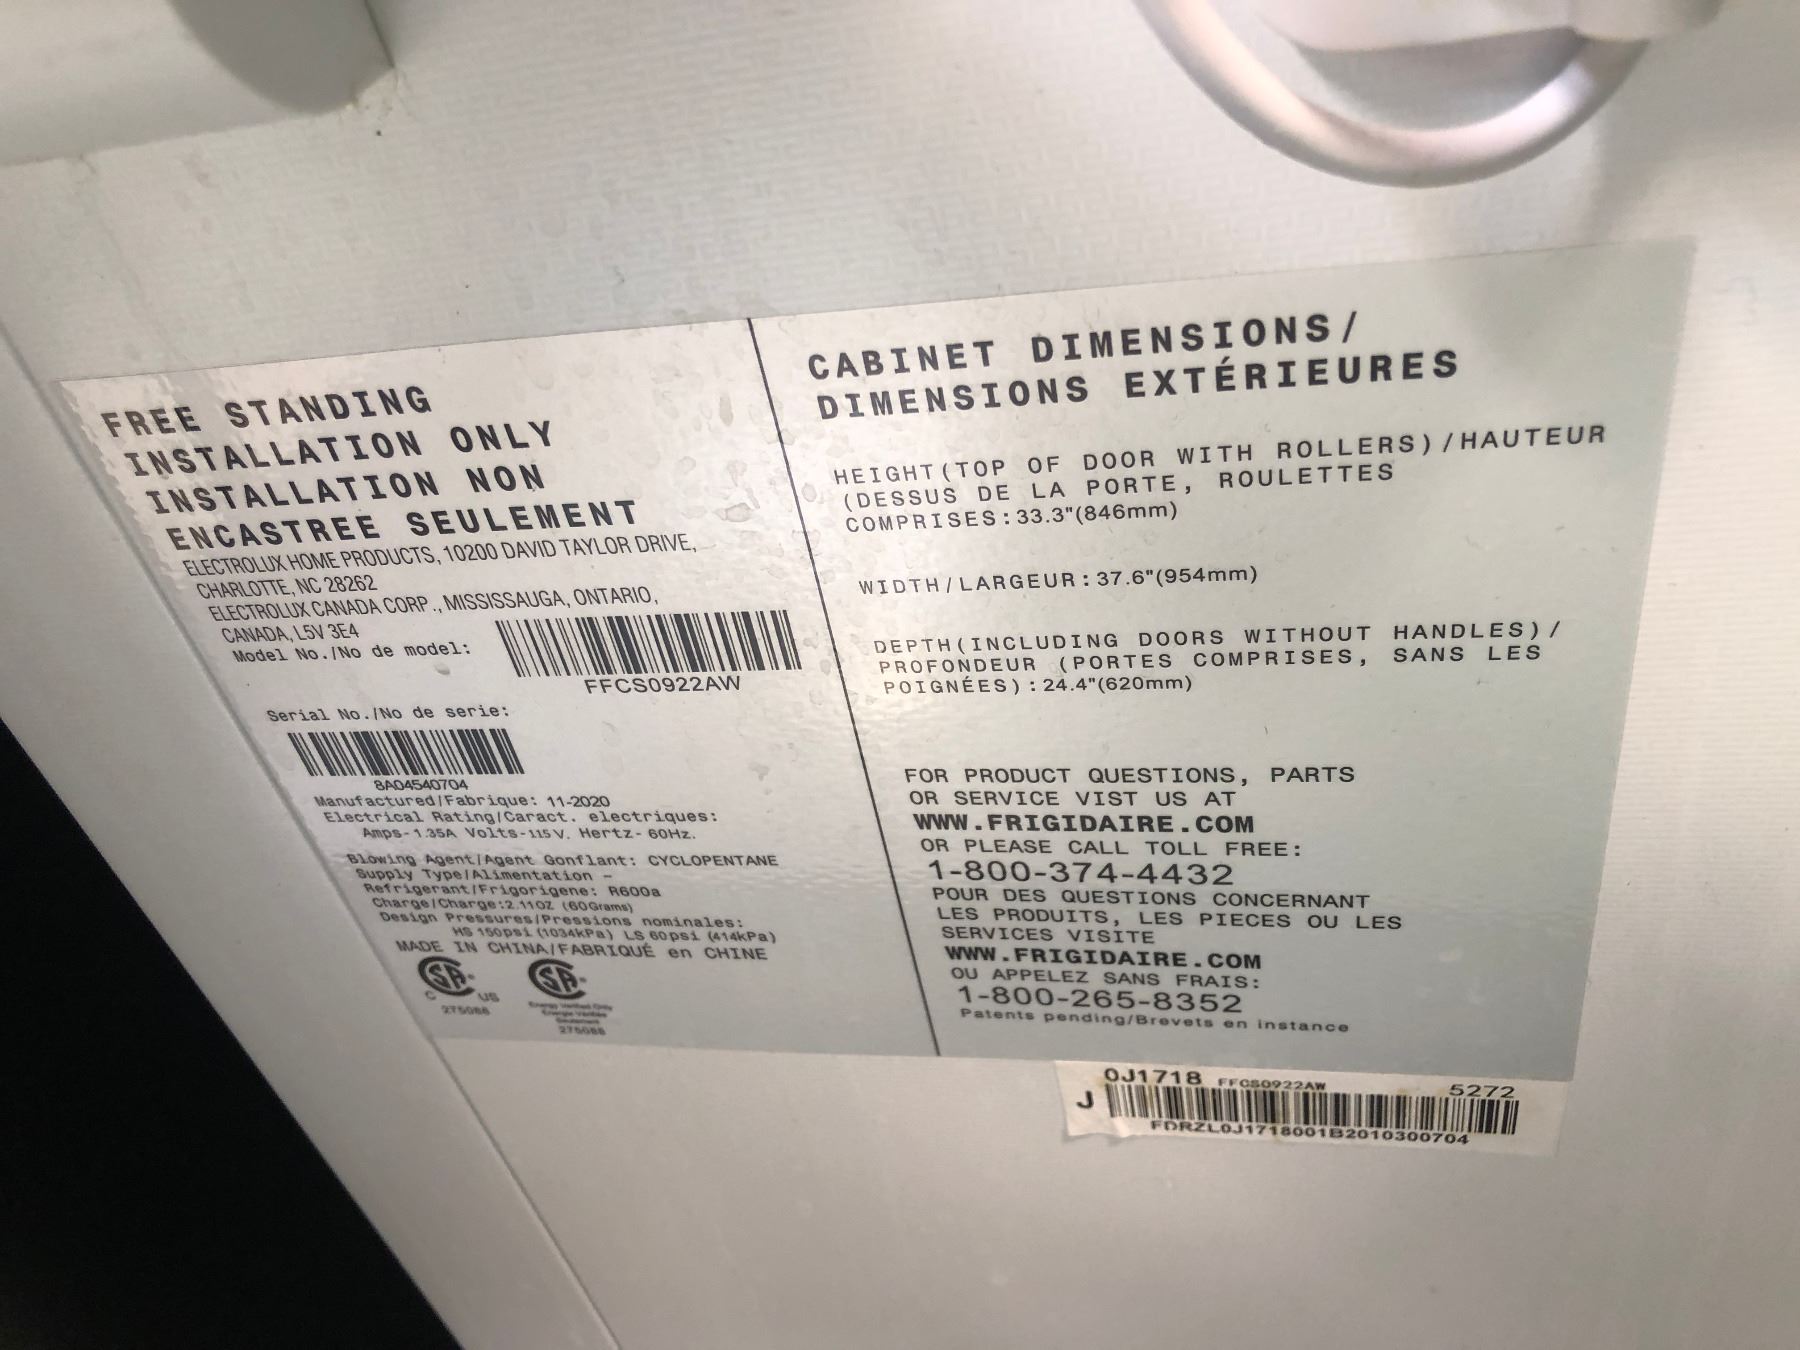 FREE STANDING
INSTALLATION ONLY
INSTALLATION NON
ENCASTREE SEULEMENT
ELECTROLUX HOME PRODUCTS, 10200 DAVID TAYLOR DRIVE,
CHARLOTTE, NC 28262
ELECTROLUX CANADA CORP., MISSISSAUGA, ONTARIO,
CANADA, L5V 3E4
Model No./No de model:
FFCS0922AW
Serial No./No de serie:
8A04540704
Manufactured/Fabrique: 11-2020
Electrical Rating/Caract. electriques:
Amps-1.35A Volts-115V. Hertz-60Hz.
Blowing Agent/Agent Gonflant: CYCLOPENTANE
Supply Type/Alimentation -
Refrigerant/Frigorigene: R600a
Charge/Charge:2.11OZ (60Grams)
Design Pressures/Pressions nominales:
HS 150psi (1034kPa) LS 60psi (414kPa)
MADE IN CHINA/FABRIQUÉ en CHINE
C US
275086
Energy Verified Only
Energie Vérifiée
Seulement
CABINET DIMENSIONS/
DIMENSIONS EXTÉRIEURES
HEIGHT(TOP OF DOOR WITH ROLLERS)/HAUTEUR
(DESSUS DE LA PORTE, ROULETTES
COMPRISES:33.3"(846mm)
WIDTH/LARGEUR:37.6"(954mm)
DEPTH(INCLUDING DOORS WITHOUT HANDLES)/
PROFONDEUR (PORTES COMPRISES, SANS LES
POIGNÉES):24.4"(620mm)
FOR PRODUCT QUESTIONS, PARTS
OR SERVICE VIST US AT
WWW.FRIGIDAIRE.COM
OR PLEASE CALL TOLL FREE:
1-800-374-4432
POUR DES QUESTIONS CONCERNANT
LES PRODUITS, LES PIECES OU LES
SERVICES VISITE
WWW.FRIGIDAIRE.COM
OU APPELEZ SANS FRAIS:
1-800-265-8352
Patents pending/Brevets en instance
0J1718 FFCS0922AW 5272
J
FDRZL0J1718001B2010300704